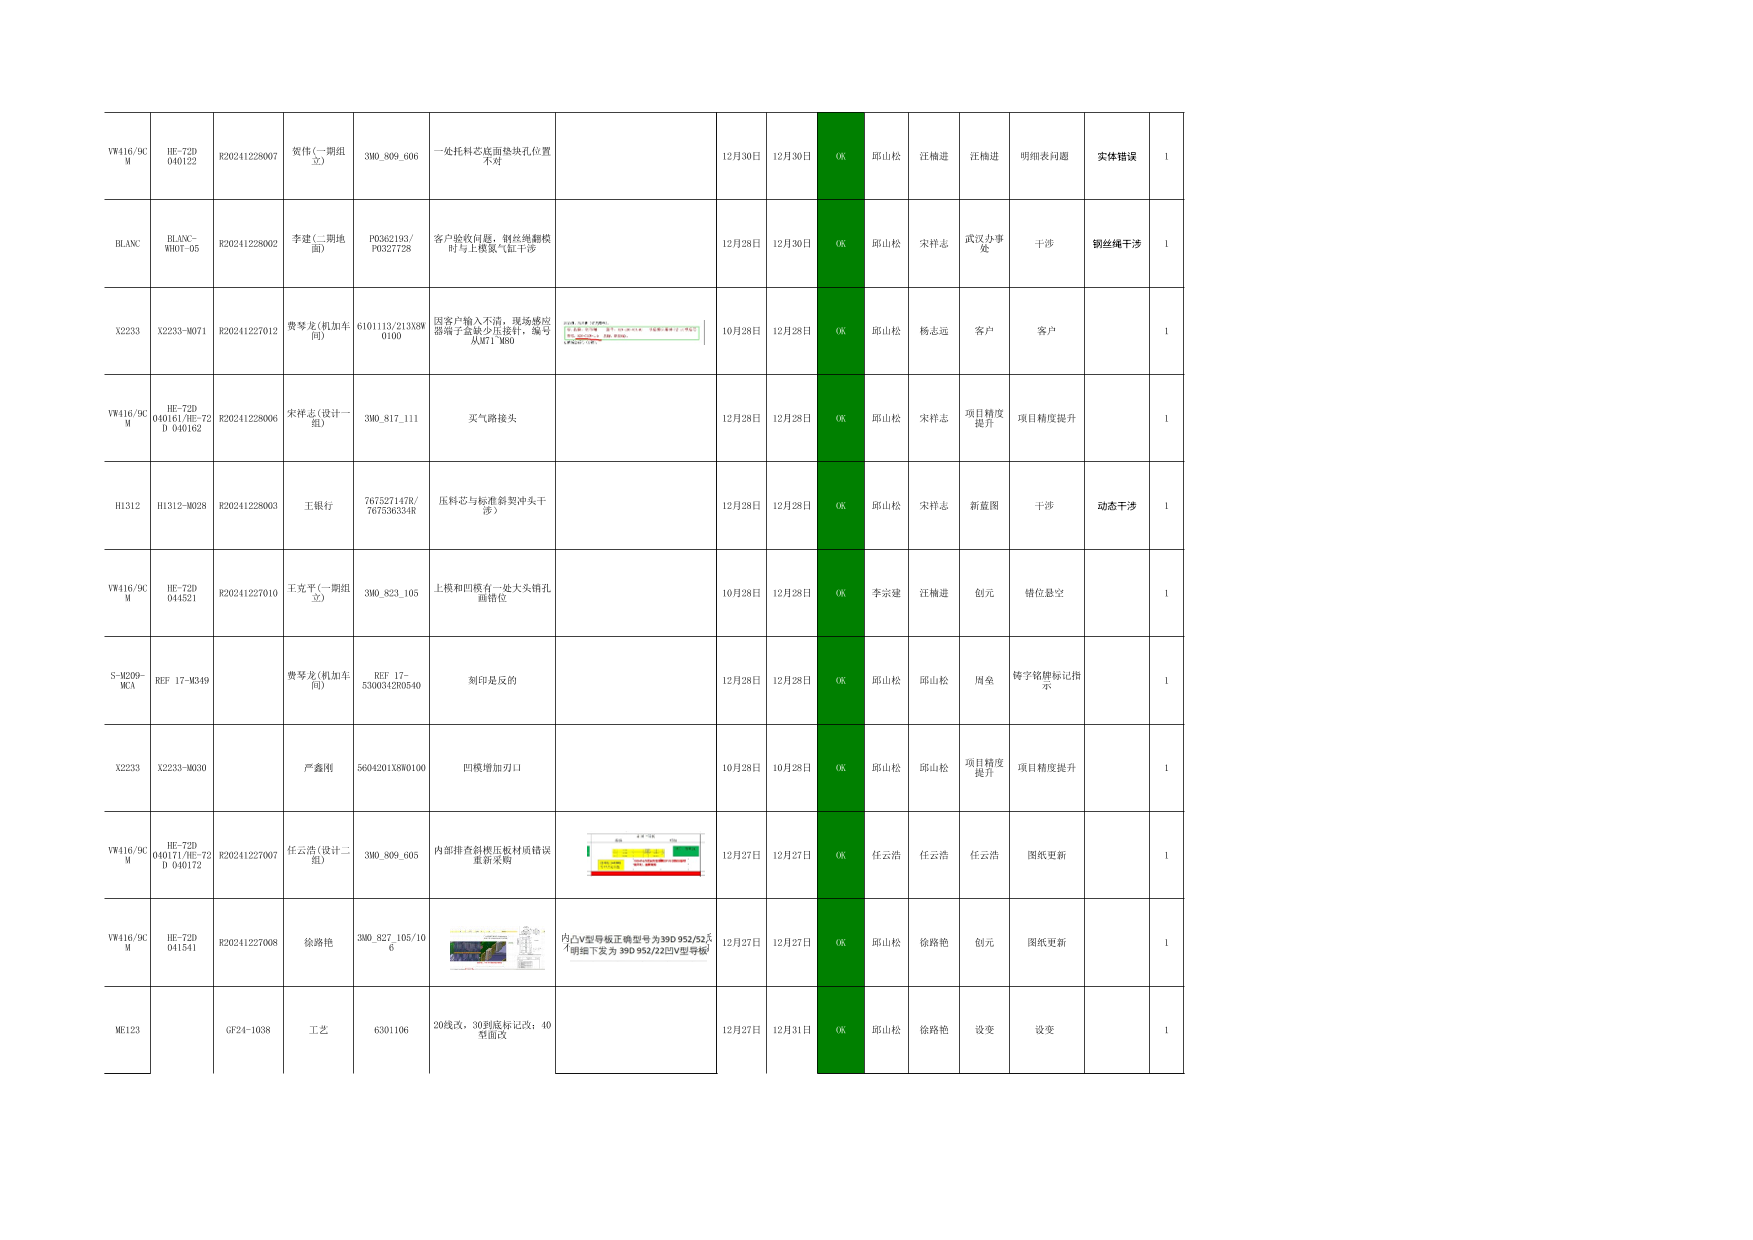 VW416/9CM HE-72D 040122 R20241228007 贺伟(一期组立) 3M0_809_606 一处托料芯底面垫块孔位置不对 12月30日 12月30日 OK 邱山松 汪楠进 汪楠进 明细表问题 实体错误 1
BLANC BLANC-WHOT-05 R20241228002 李建(二期地面) P0362193/P0327728 客户验收问题，钢丝绳翻模时与上模氮气缸干涉 12月28日 12月30日 OK 邱山松 宋祥志 武汉办事处 干涉 钢丝绳干涉 1
X2233 X2233-M071 R20241227012 费琴龙(机加车间) 6101113/213X8W0100 因客户输入不清，现场感应器端子盒缺少压接针，编号从M71~M80 10月28日 12月28日 OK 邱山松 杨志远 客户 客户 1
VW416/9CM HE-72D 040161/HE-72D 040162 R20241228006 宋祥志(设计一组) 3M0_817_111 买气路接头 12月28日 12月28日 OK 邱山松 宋祥志 项目精度提升 项目精度提升 1
H1312 H1312-M028 R20241228003 王银行 767527147R/767536334R 压料芯与标准斜契冲头干涉） 12月28日 12月28日 OK 邱山松 宋祥志 新蓝图 干涉 动态干涉 1
VW416/9CM HE-72D 044521 R20241227010 王克平(一期组立) 3M0_823_105 上模和凹模有一处大头销孔画错位 10月28日 12月28日 OK 李宗建 汪楠进 创元 错位悬空 1
S-M209-MCA REF 17-M349 费琴龙(机加车间) REF 17-5300342R0540 刻印是反的 12月28日 12月28日 OK 邱山松 邱山松 周垒 铸字铭牌标记指示 1
X2233 X2233-M030 严鑫刚 5604201X8W0100 凹模增加刃口 10月28日 10月28日 OK 邱山松 邱山松 项目精度提升 项目精度提升 1
VW416/9CM HE-72D 040171/HE-72D 040172 R20241227007 任云浩(设计二组) 3M0_809_605 内部排查斜楔压板材质错误重新采购 12月27日 12月27日 OK 任云浩 任云浩 任云浩 图纸更新 1
VW416/9CM HE-72D 041541 R20241227008 徐路艳 3M0_827_105/106 凸V型导板正确型号为39D 952/52, 明细下发为 39D 952/22凹V型导板 12月27日 12月27日 OK 邱山松 徐路艳 创元 图纸更新 1
ME123 GF24-1038 工艺 6301106 20线改，30到底标记改；40型面改 12月27日 12月31日 OK 邱山松 徐路艳 设变 设变 1